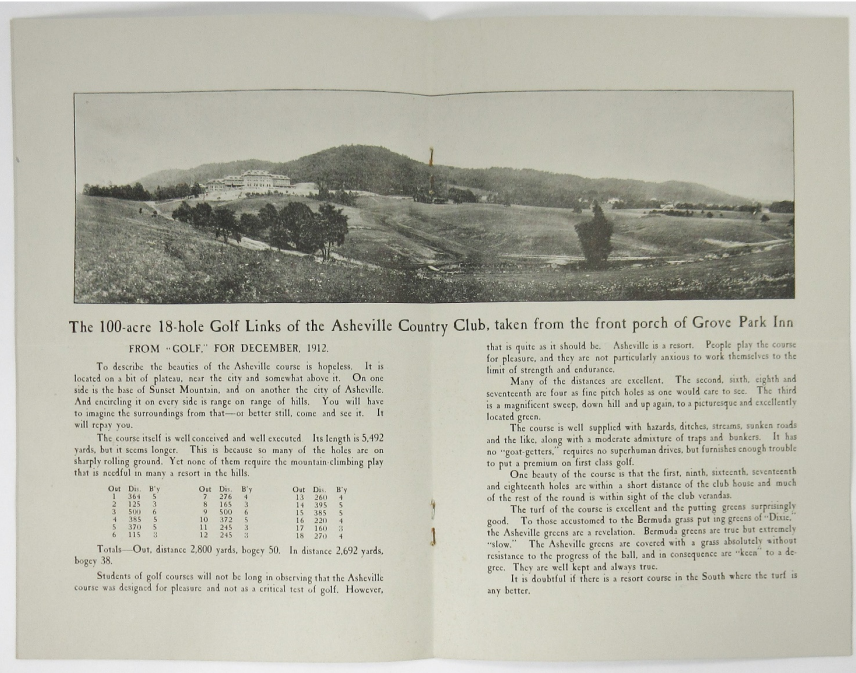 The 100-acre 18-hole Golf Links of the Asheville Country Club, taken from the front porch of Grove Park Inn
FROM "GOLF," FOR DECEMBER, 1912.
To describe the beauties of the Asheville course is hopeless. It is
located on a bit of plateau, near the city and somewhat above it. On one
side is the base of Sunset Mountain, and on another the city of Asheville.
And encircling it on every side is range on range of hills. You will have
to imagine the surroundings from that—or better still, come and see it. It
will repay you.
The course itself is well conceived and well executed Its length is 5,492
yards, but it seems longer. This is because so many of the holes are on
sharply rolling ground. Yet none of them require the mountain-climbing play
that is needful in many a resort in the hills.
Out Dis. B'y Out Dis. B'y Out Dis. B'y
1 364 5 7 276 4 13 260 4
2 125 3 8 165 3 14 395 5
3 500 6 9 500 6 15 385 5
4 385 5 10 372 5 16 220 4
5 370 5 11 245 3 17 160 3
6 115 3 12 245 3 18 270 4
Totals—Out, distance 2,800 yards, bogey 50. In distance 2,692 yards,
bogey 38.
Students of golf courses will not be long in observing that the Asheville
course was designed for pleasure and not as a critical test of golf. However,
that is quite as it should be. Asheville is a resort. People play the course
for pleasure, and they are not particularly anxious to work themselves to the
limit of strength and endurance.
Many of the distances are excellent. The second, sixth, eighth and
seventeenth are four as fine pitch holes as one would care to see. The third
is a magnificent sweep, down hill and up again, to a picturesque and excellently
located green.
The course is well supplied with hazards, ditches, streams, sunken roads
and the like, along with a moderate admixture of traps and bunkers. It has
no "goat-getters," requires no superhuman drives, but furnishes enough trouble
to put a premium on first class golf.
One beauty of the course is that the first, ninth, sixteenth, seventeenth
and eighteenth holes are within a short distance of the club house and much
of the rest of the round is within sight of the club verandas.
The turf of the course is excellent and the putting greens surprisingly
good. To those accustomed to the Bermuda grass put ing greens of "Dixie,"
the Asheville greens are a revelation. Bermuda greens are true but extremely
"slow." The Asheville greens are covered with a grass absolutely without
resistance to the progress of the ball, and in consequence are "keen" to a de-
gree. They are well kept and always true.
It is doubtful if there is a resort course in the South where the turf is
any better.